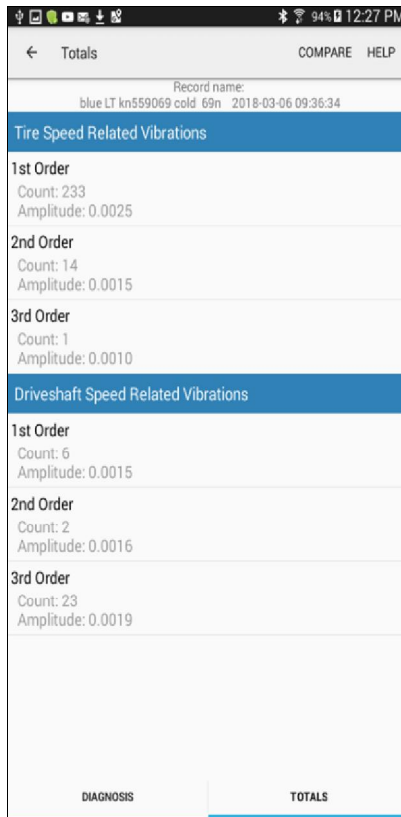 94% 12:27 PM
Totals COMPARE HELP
Record name:
blue LT kn559069 cold 69n 2018-03-06 09:36:34
Tire Speed Related Vibrations
1st Order
Count: 233
Amplitude: 0.0025
2nd Order
Count: 14
Amplitude: 0.0015
3rd Order
Count: 1
Amplitude: 0.0010
Driveshaft Speed Related Vibrations
1st Order
Count: 6
Amplitude: 0.0015
2nd Order
Count: 2
Amplitude: 0.0016
3rd Order
Count: 23
Amplitude: 0.0019
DIAGNOSIS TOTALS